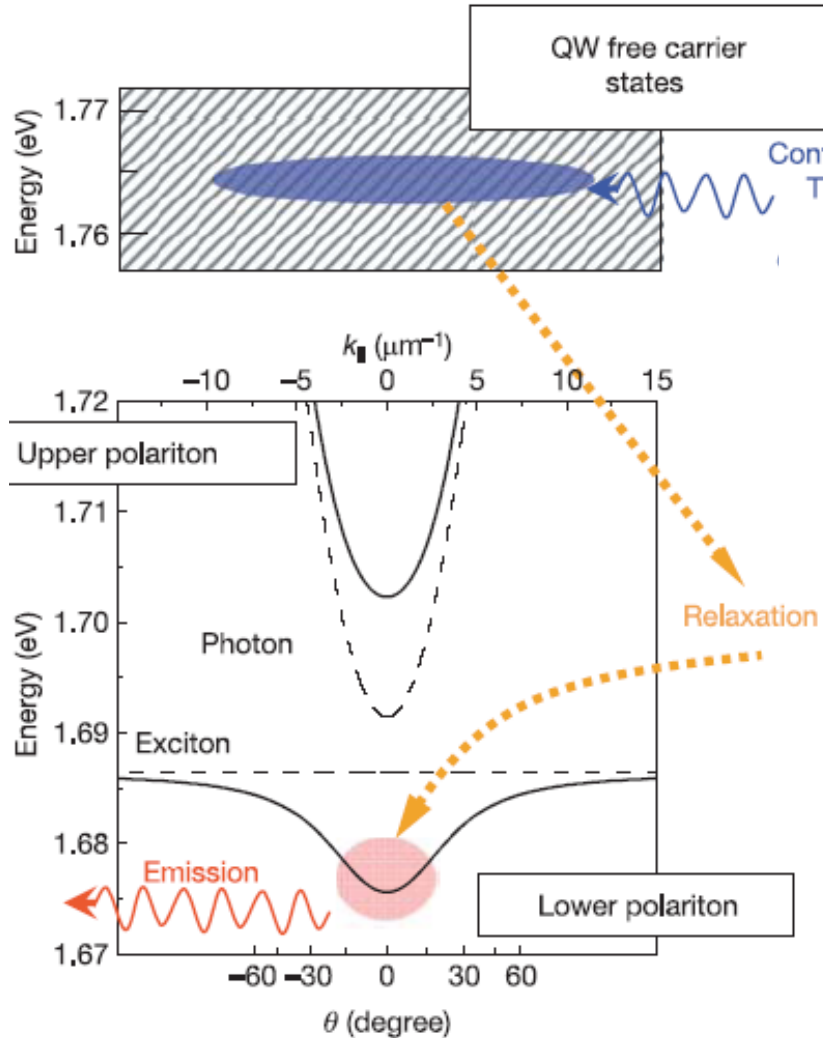 QW free carrier
states
Energy (eV)
1.77
1.76
T
k∥ (μm⁻¹)
−10 −5 0 5 10 15
1.72
Upper polariton
1.71
1.70
Relaxation
Photon
Energy (eV)
1.69
Exciton
1.68
Emission
Lower polariton
1.67
−60 −30 0 30 60
θ (degree)